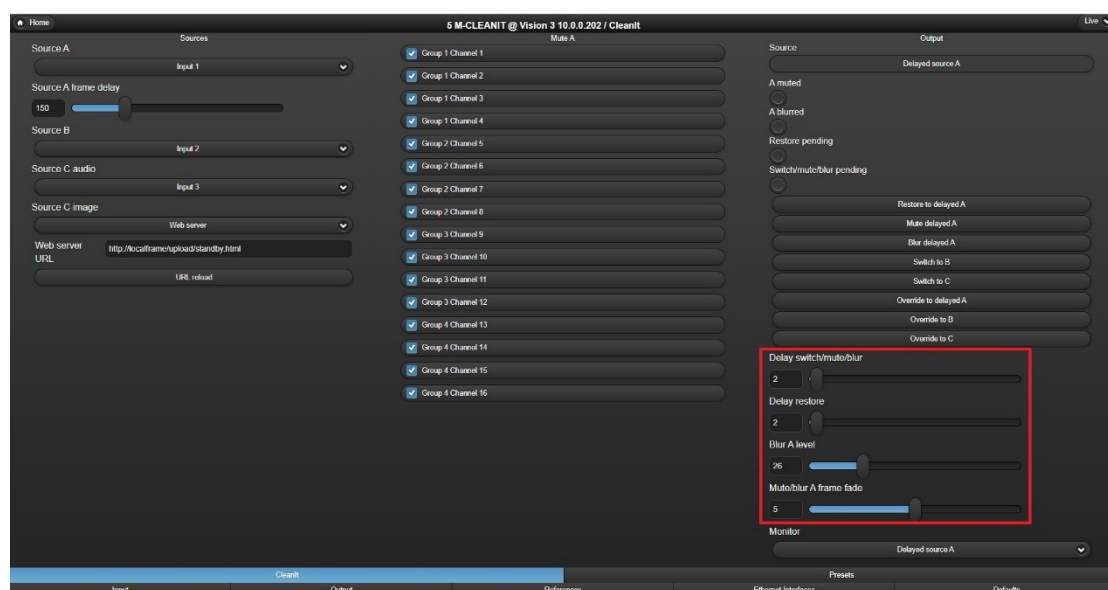 Home
5 M-CLEANIT @ Vision 3 10.0.0.202 / CleanIt
Live
Sources
Source A
Input 1
Source A frame delay
150
Source B
Input 2
Source C audio
Input 3
Source C image
Web server
Web server
URL
http://localframe/upload/standby.html
URL reload
Mute A
Group 1 Channel 1
Group 1 Channel 2
Group 1 Channel 3
Group 1 Channel 4
Group 2 Channel 5
Group 2 Channel 6
Group 2 Channel 7
Group 2 Channel 8
Group 3 Channel 9
Group 3 Channel 10
Group 3 Channel 11
Group 3 Channel 12
Group 4 Channel 13
Group 4 Channel 14
Group 4 Channel 15
Group 4 Channel 16
Output
Source
Delayed source A
A muted
A blurred
Restore pending
Switch/mute/blur pending
Restore to delayed A
Mute delayed A
Blur delayed A
Switch to B
Switch to C
Override to delayed A
Override to B
Override to C
Delay switch/mute/blur
2
Delay restore
2
Blur A level
26
Mute/blur A frame fade
5
Monitor
Delayed source A
CleanIt
Presets
Input
Output
References
Ethernet Interfaces
Defaults